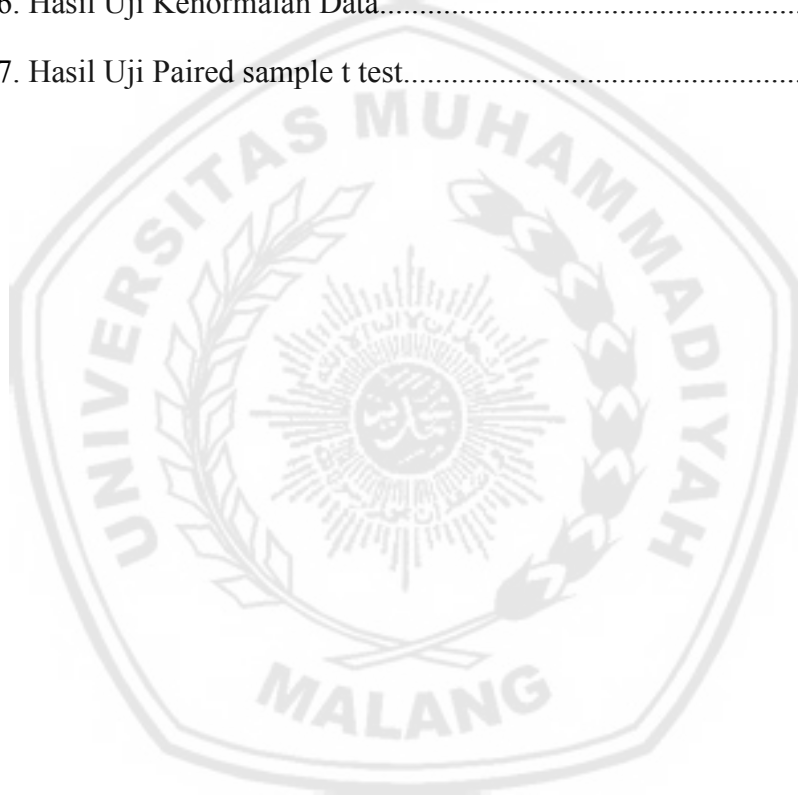 6. Hasil Uji Kenormalan Data..........................................................
7. Hasil Uji Paired sample t test.......................................................
UNIVERSITAS MUHAMMADIYAH
MALANG